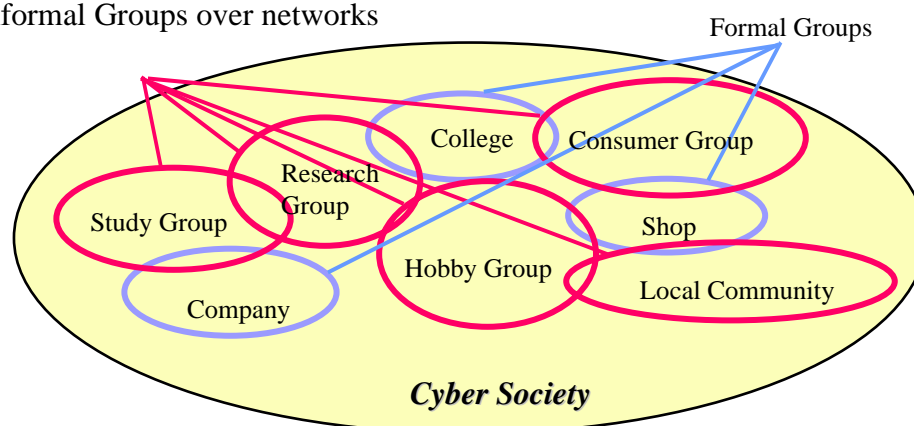 formal Groups over networks
Formal Groups
College
Consumer Group
Research
Group
Study Group
Shop
Hobby Group
Local Community
Company
Cyber Society